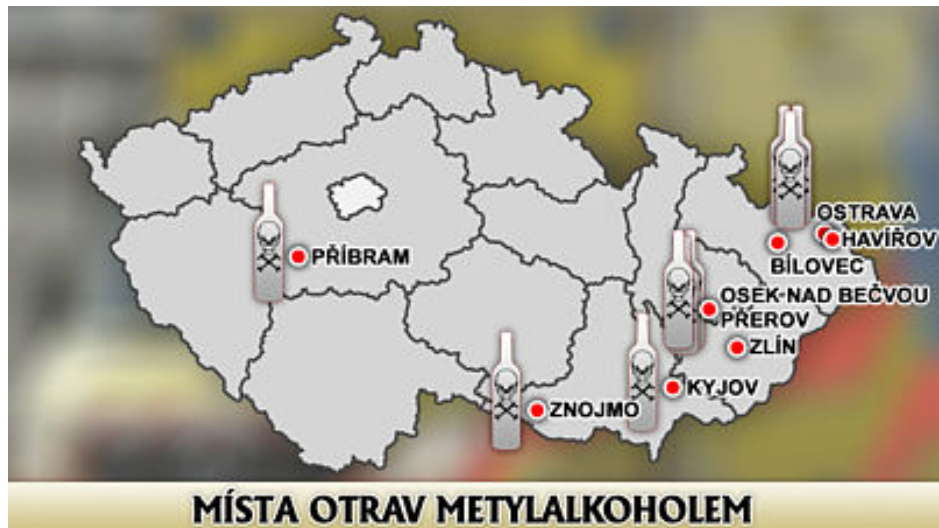 OSTRAVA
HAVÍŘOV
PŘÍBRAM
BÍLOVEC
OSEK NAD BEČVOU
PŘEROV
ZLÍN
KYJOV
ZNOJMO
MÍSTA OTRAV METYLALKOHOLEM